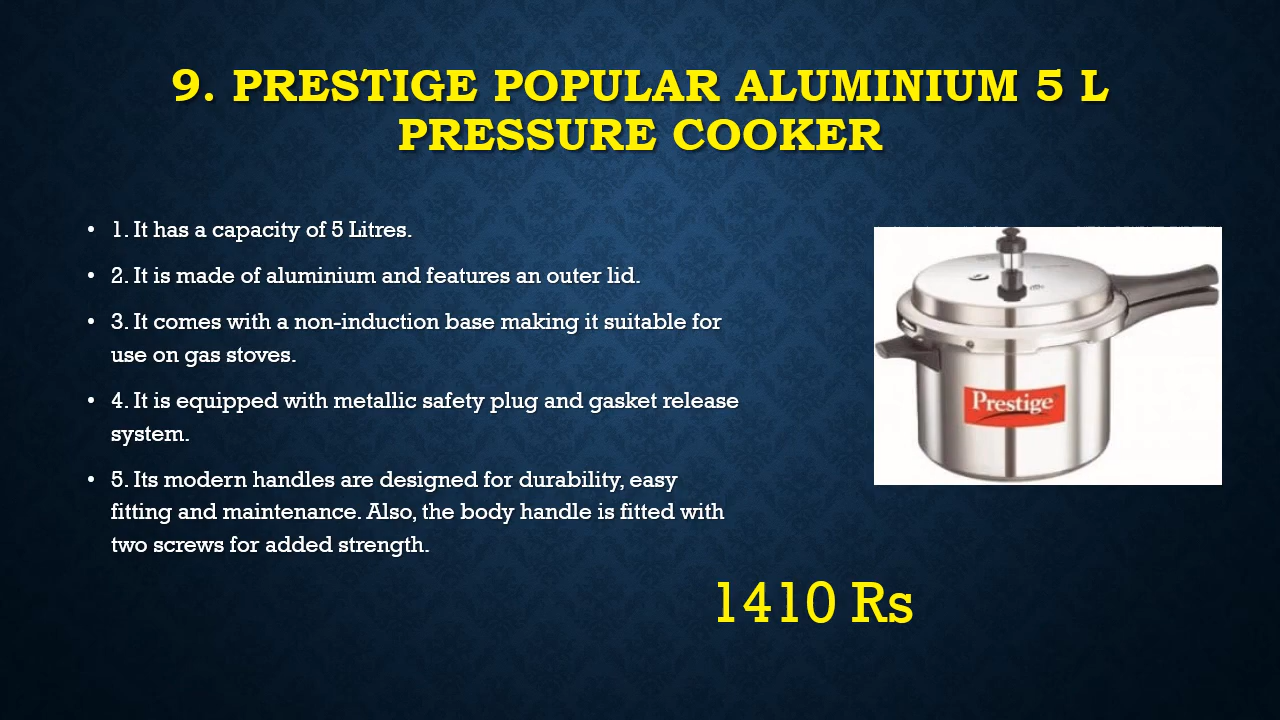 9. PRESTIGE POPULAR ALUMINIUM 5 L
PRESSURE COOKER
• 1. It has a capacity of 5 Litres.
• 2. It is made of aluminium and features an outer lid.
• 3. It comes with a non-induction base making it suitable for
use on gas stoves.
• 4. It is equipped with metallic safety plug and gasket release
system.
• 5. Its modern handles are designed for durability, easy
fitting and maintenance. Also, the body handle is fitted with
two screws for added strength.
Prestige
1410 Rs